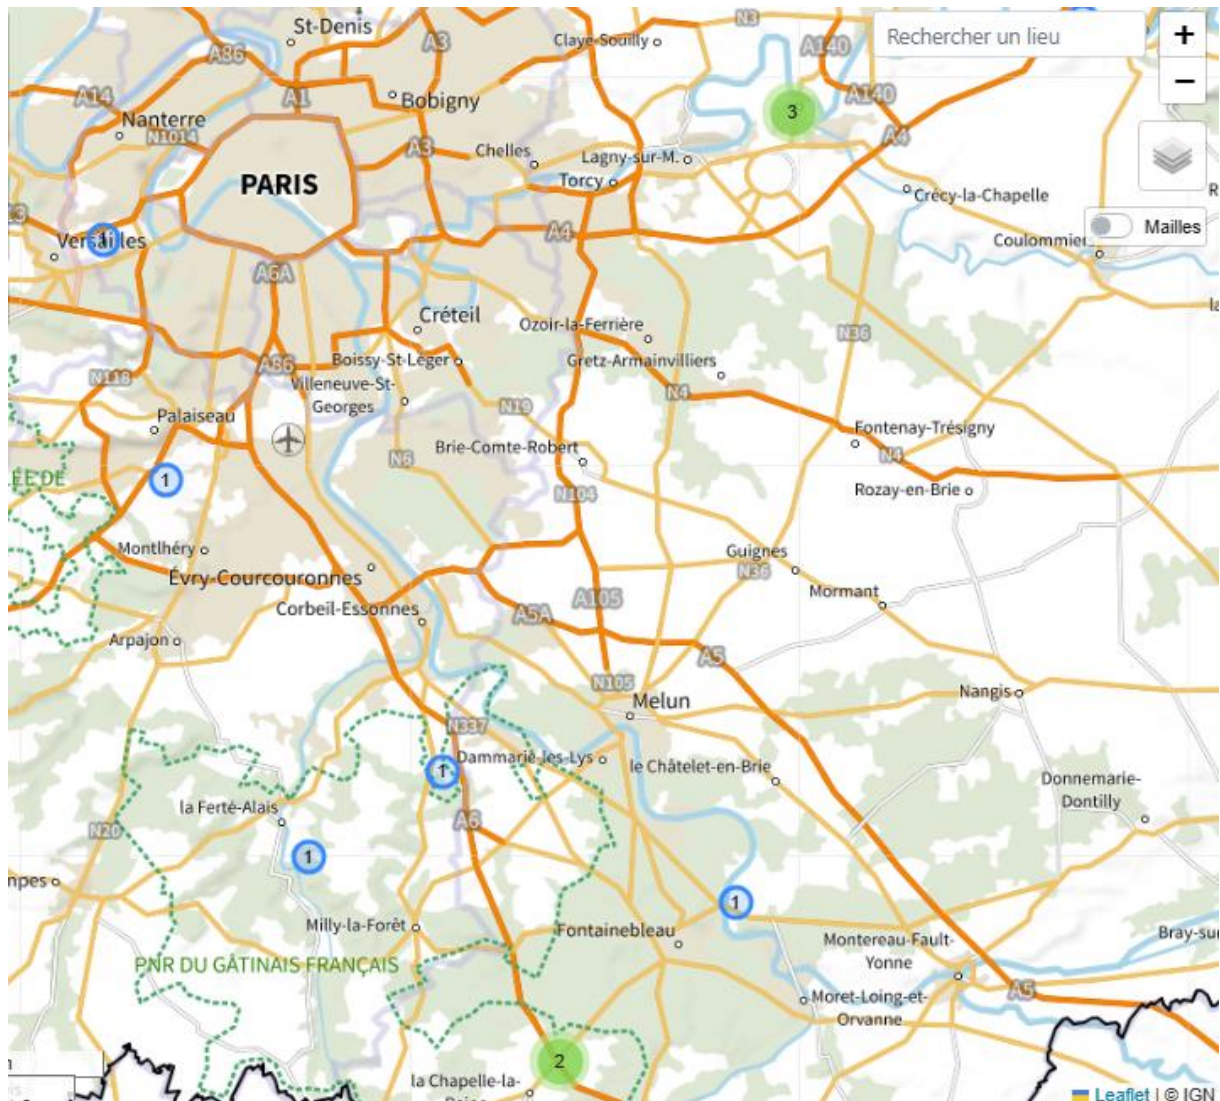 St-Denis
N3
Rechercher un lieu
+
A86
A3
Claye-Souilly
A140
−
A14
A1
Bobigny
3
A140
Nanterre
N1014
A3
Chelles
Lagny-sur-M.
A4
PARIS
Torcy
Crécy-la-Chapelle
Versailles
1
A4
Coulommiers
Mailles
A6A
Créteil
Ozoir-la-Ferrière
N36
A86
Boissy-St-Léger
Gretz-Armainvilliers
N118
Villeneuve-St-
Georges
N19
N4
Palaiseau
Fontenay-Trésigny
Brie-Comte-Robert
N6
N4
ÉE DE
1
N104
Rozay-en-Brie
Montlhéry
Guignes
N36
Évry-Courcouronnes
Mormant
Corbeil-Essonnes
A5A
A105
Arpajon
A5
N105
Nangis
Melun
N337
Dammarie-les-Lys
le Châtelet-en-Brie
1
Donnemarie-
Dontilly
la Ferté-Alais
N20
A6
1
mpes
1
Milly-la-Forêt
Fontainebleau
Montereau-Fault-
Yonne
Bray-su
PNR DU GÂTINAIS FRANÇAIS
A5
Moret-Loing-et-
Orvanne
2
la Chapelle-la-
Leaflet | © IGN